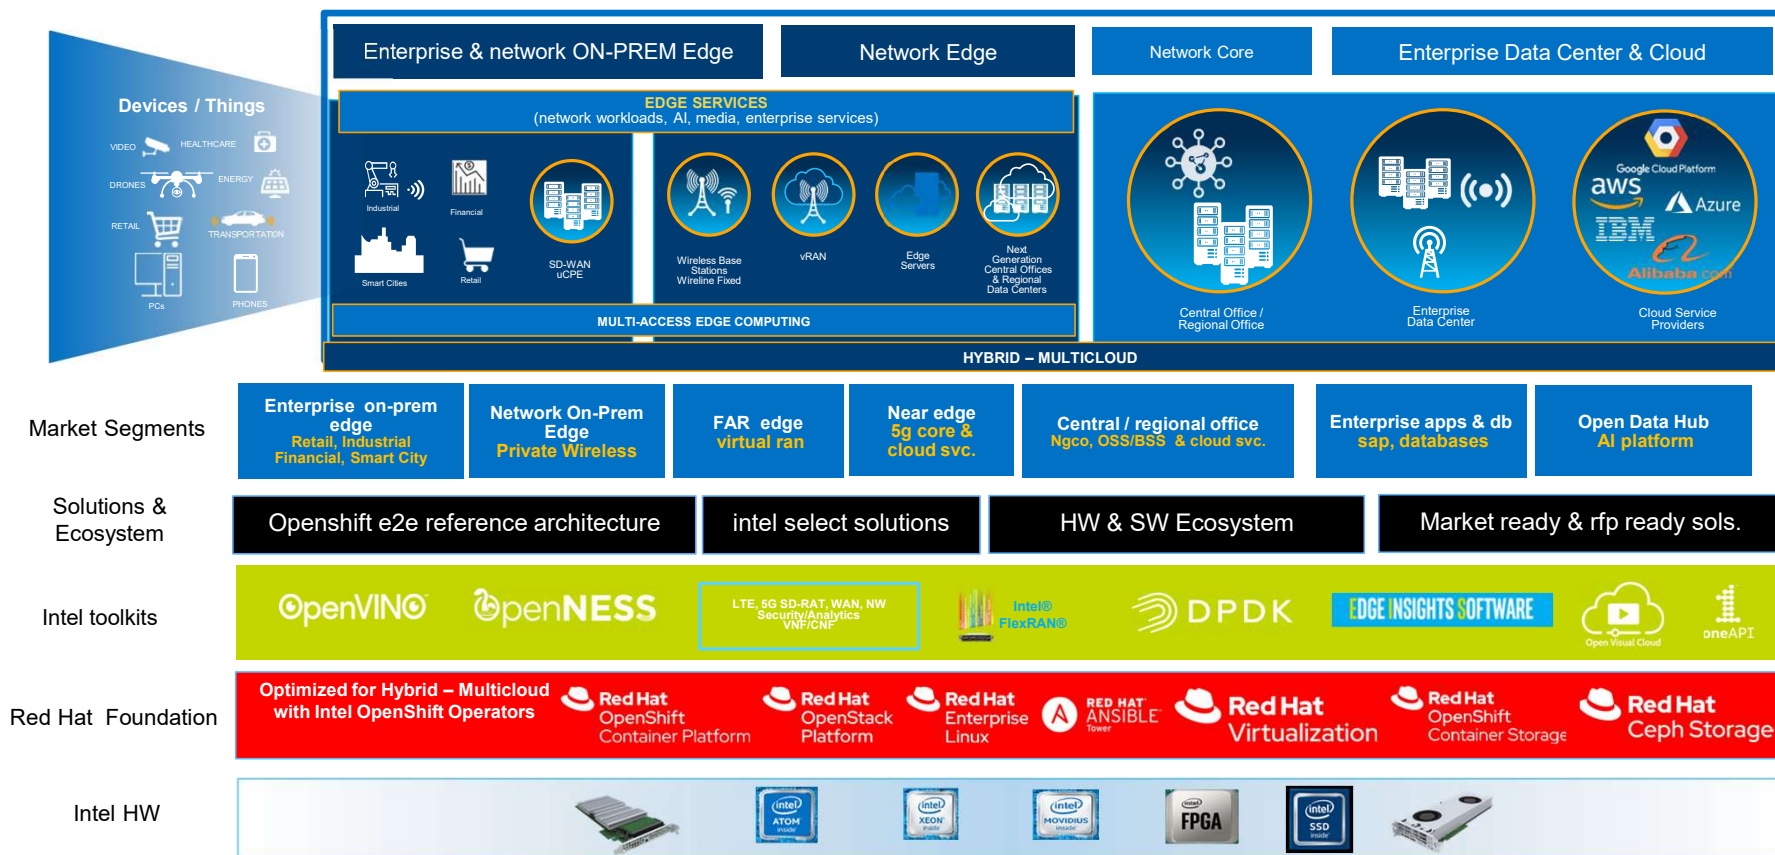 Enterprise & network ON-PREM Edge
Network Edge
Network Core
Enterprise Data Center & Cloud
Devices / Things
VIDEO
HEALTHCARE
DRONES
ENERGY
RETAIL
TRANSPORTATION
PCs
PHONES
EDGE SERVICES
(network workloads, AI, media, enterprise services)
Industrial
Financial
Smart Cities
Retail
SD-WAN
uCPE
Wireless Base
Stations
Wireline Fixed
vRAN
Edge
Servers
Next
Generation
Central Offices
& Regional
Data Centers
MULTI-ACCESS EDGE COMPUTING
Central Office /
Regional Office
Enterprise
Data Center
Google Cloud Platform
aws
Azure
IBM
Alibaba.com
Cloud Service
Providers
HYBRID – MULTICLOUD
Market Segments
Enterprise on-prem
edge
Retail, Industrial
Financial, Smart City
Network On-Prem
Edge
Private Wireless
FAR edge
virtual ran
Near edge
5g core &
cloud svc.
Central / regional office
Ngco, OSS/BSS & cloud svc.
Enterprise apps & db
sap, databases
Open Data Hub
AI platform
Solutions &
Ecosystem
Openshift e2e reference architecture
intel select solutions
HW & SW Ecosystem
Market ready & rfp ready sols.
Intel toolkits
OpenVINO
OpenNESS
LTE, 5G SD-RAT, WAN, NW
Security/Analytics
VNF/CNF
Intel®
FlexRAN®
DPDK
EDGE INSIGHTS SOFTWARE
Open Visual Cloud
oneAPI
Red Hat Foundation
Optimized for Hybrid – Multicloud
with Intel OpenShift Operators
Red Hat
OpenShift
Container Platform
Red Hat
OpenStack
Platform
Red Hat
Enterprise
Linux
RED HAT
ANSIBLE
Tower
Red Hat
Virtualization
Red Hat
OpenShift
Container Storage
Red Hat
Ceph Storage
Intel HW
intel
ATOM
inside
intel
XEON
inside
intel
MOVIDIUS
inside
intel
FPGA
intel
SSD
inside